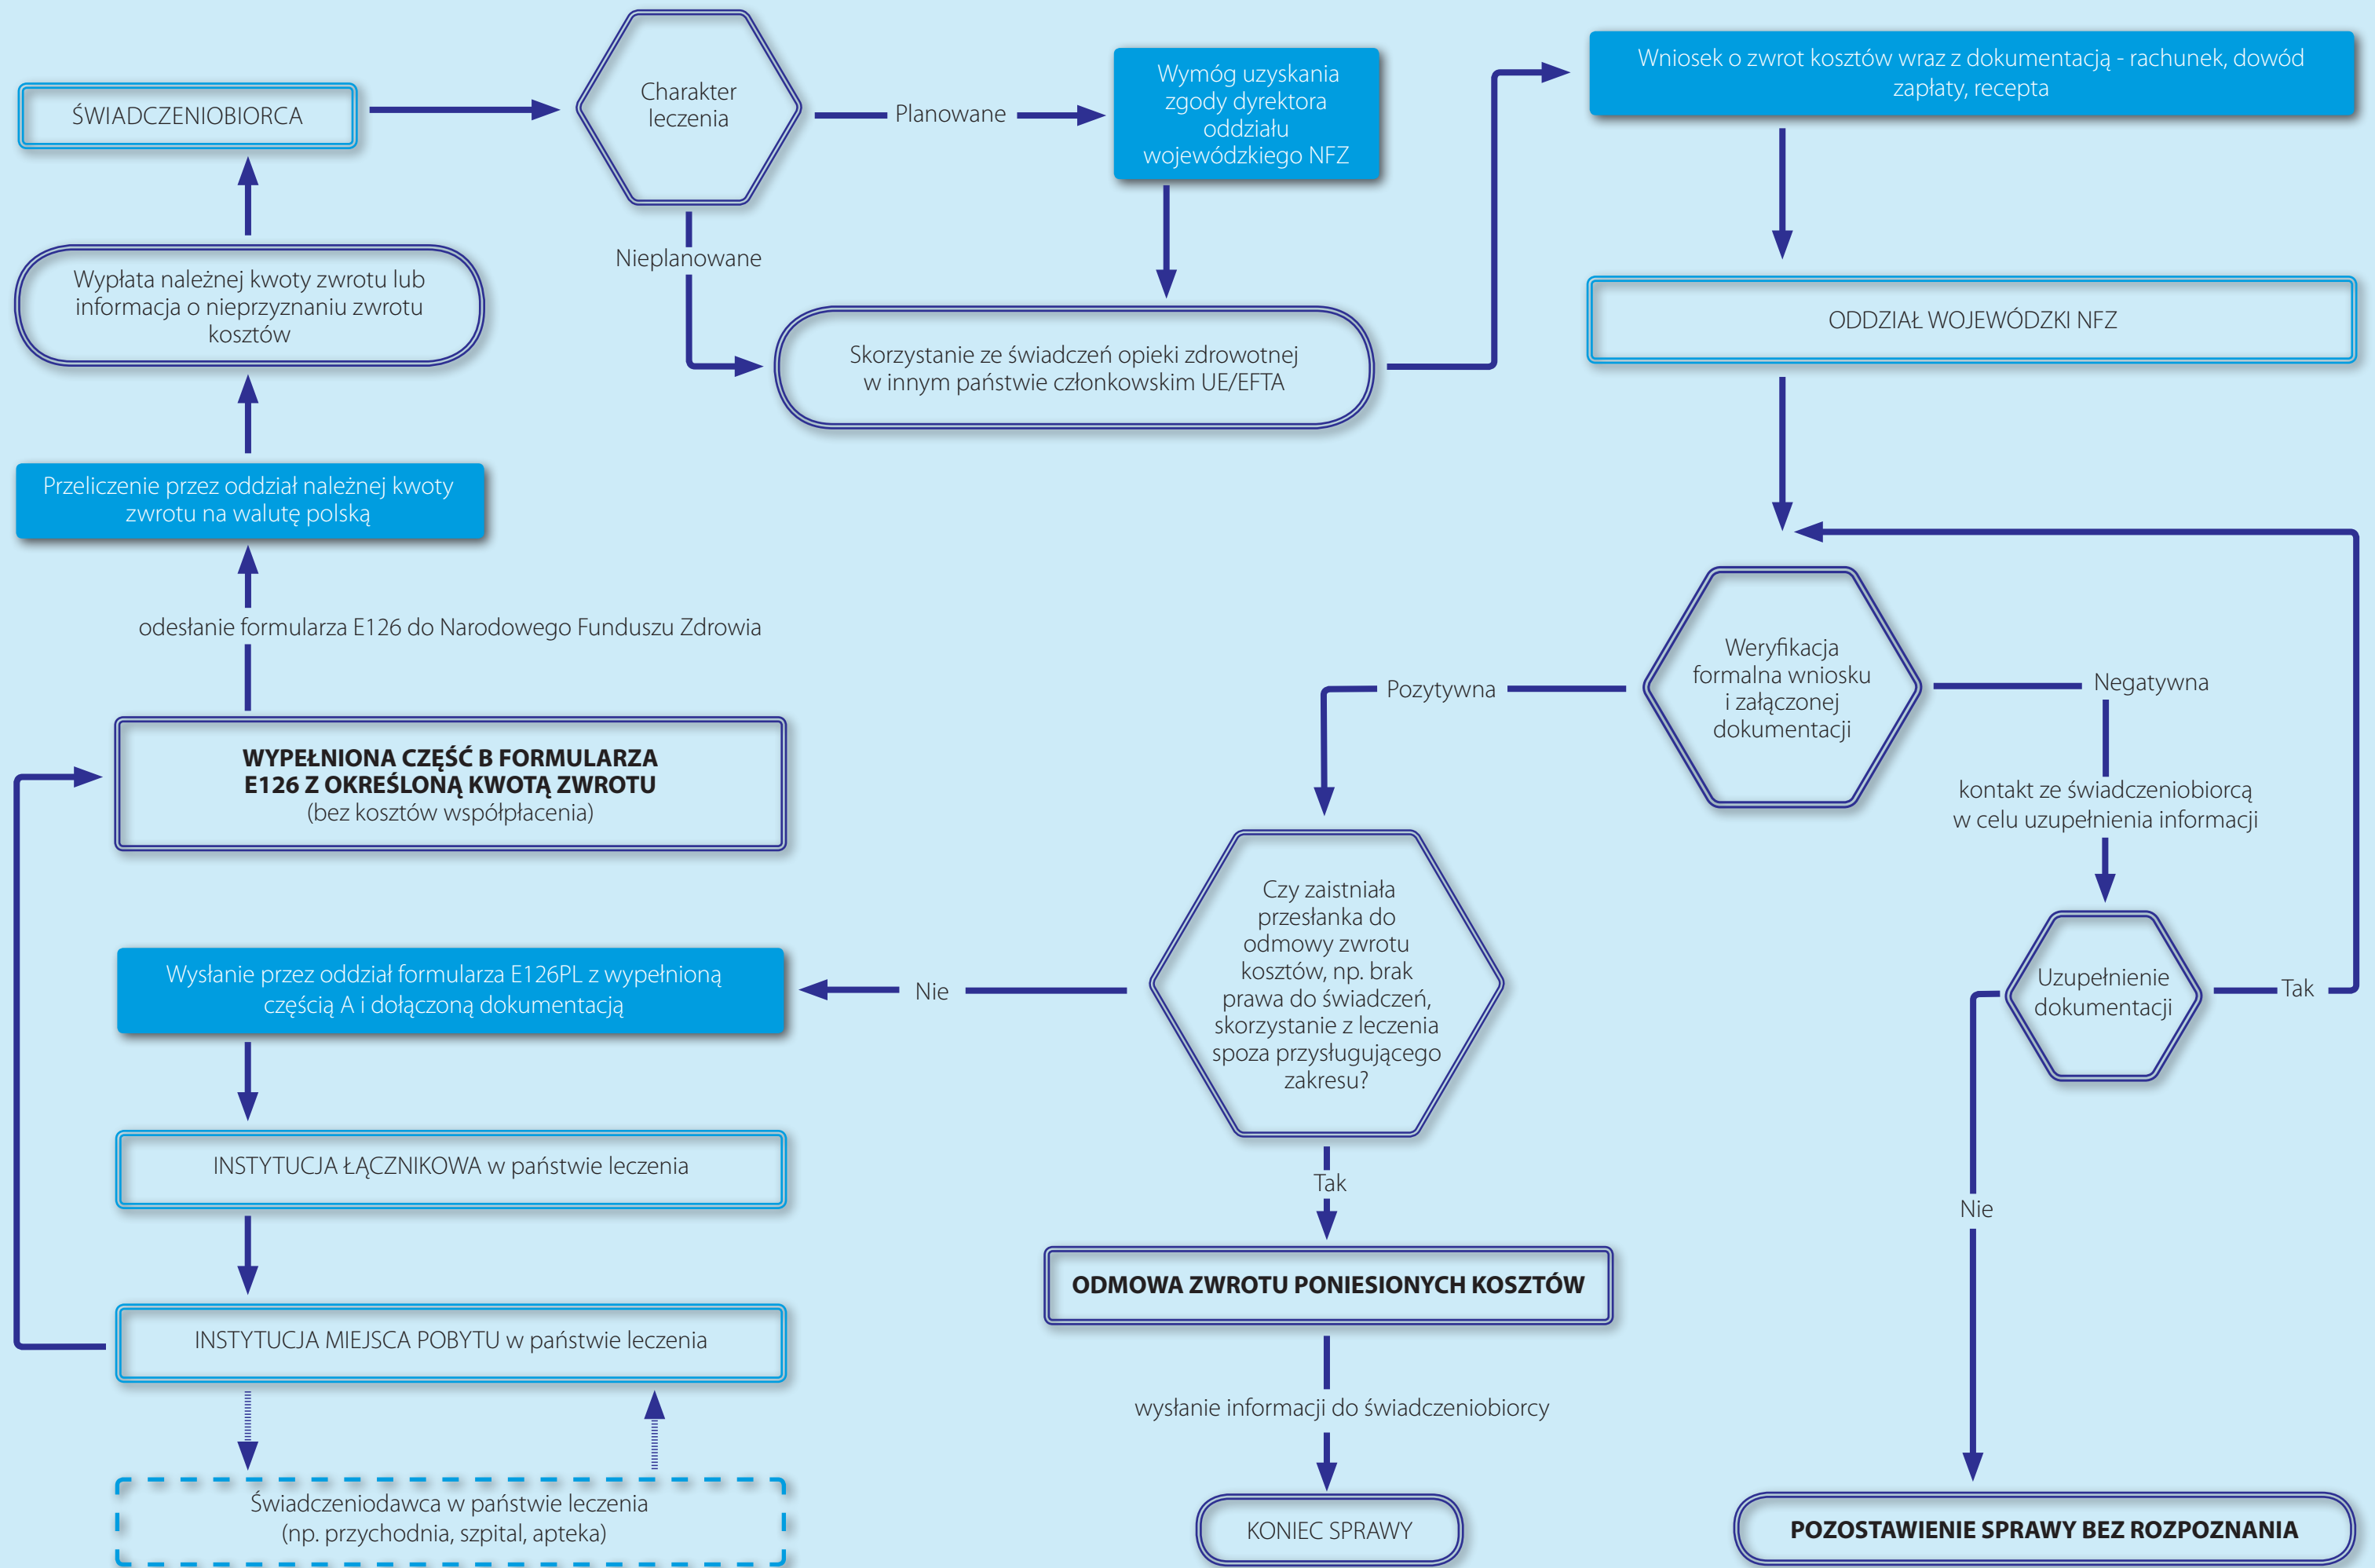 ŚWIADCZENIOBIORCA
Charakter
leczenia
Planowane
Wymóg uzyskania
zgody dyrektora
oddziału
wojewódzkiego NFZ
Wniosek o zwrot kosztów wraz z dokumentacją - rachunek, dowód
zapłaty, recepta
Nieplanowane
Wypłata należnej kwoty zwrotu lub
informacja o nieprzyznaniu zwrotu
kosztów
Skorzystanie ze świadczeń opieki zdrowotnej
w innym państwie członkowskim UE/EFTA
ODDZIAŁ WOJEWÓDZKI NFZ
Przeliczenie przez oddział należnej kwoty
zwrotu na walutę polską
odesłanie formularza E126 do Narodowego Funduszu Zdrowia
Weryfikacja
formalna wniosku
i załączonej
dokumentacji
Pozytywna
Negatywna
WYPEŁNIONA CZĘŚĆ B FORMULARZA
E126 Z OKREŚLONĄ KWOTĄ ZWROTU
(bez kosztów współpłacenia)
kontakt ze świadczeniobiorcą
w celu uzupełnienia informacji
Czy zaistniała
przesłanka do
odmowy zwrotu
kosztów, np. brak
prawa do świadczeń,
skorzystanie z leczenia
spoza przysługującego
zakresu?
Wysłanie przez oddział formularza E126PL z wypełnioną
częścią A i dołączoną dokumentacją
Nie
Uzupełnienie
dokumentacji
Tak
INSTYTUCJA ŁĄCZNIKOWA w państwie leczenia
Tak
Nie
ODMOWA ZWROTU PONIESIONYCH KOSZTÓW
INSTYTUCJA MIEJSCA POBYTU w państwie leczenia
wysłanie informacji do świadczeniobiorcy
Świadczeniodawca w państwie leczenia
(np. przychodnia, szpital, apteka)
KONIEC SPRAWY
POZOSTAWIENIE SPRAWY BEZ ROZPOZNANIA